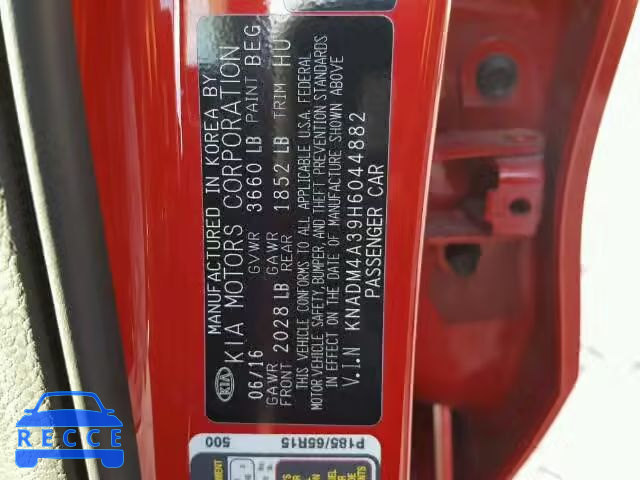 MANUFACTURED IN KOREA BY
KIA MOTORS CORPORATION
06/16 GVWR 3660 LB PAINT BEG
GAWR FRONT 2028 LB GAWR REAR 1852 LB TRIM HU
THIS VEHICLE CONFORMS TO ALL APPLICABLE U.S.A. FEDERAL
MOTOR VEHICLE SAFETY, BUMPER, AND THEFT PREVENTION STANDARDS
IN EFFECT ON THE DATE OF MANUFACTURE SHOWN ABOVE
V.I.N KNADM4A39H6044882
PASSENGER CAR
KIA
P185/65R15
500
RECCE